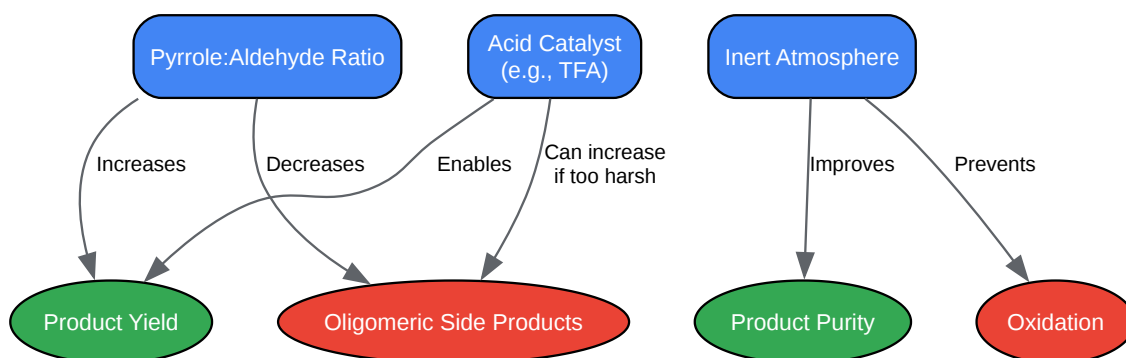 Pyrrole:Aldehyde Ratio
Acid Catalyst
(e.g., TFA)
Inert Atmosphere
Increases
Decreases
Enables
Can increase
if too harsh
Improves
Prevents
Product Yield
Oligomeric Side Products
Product Purity
Oxidation